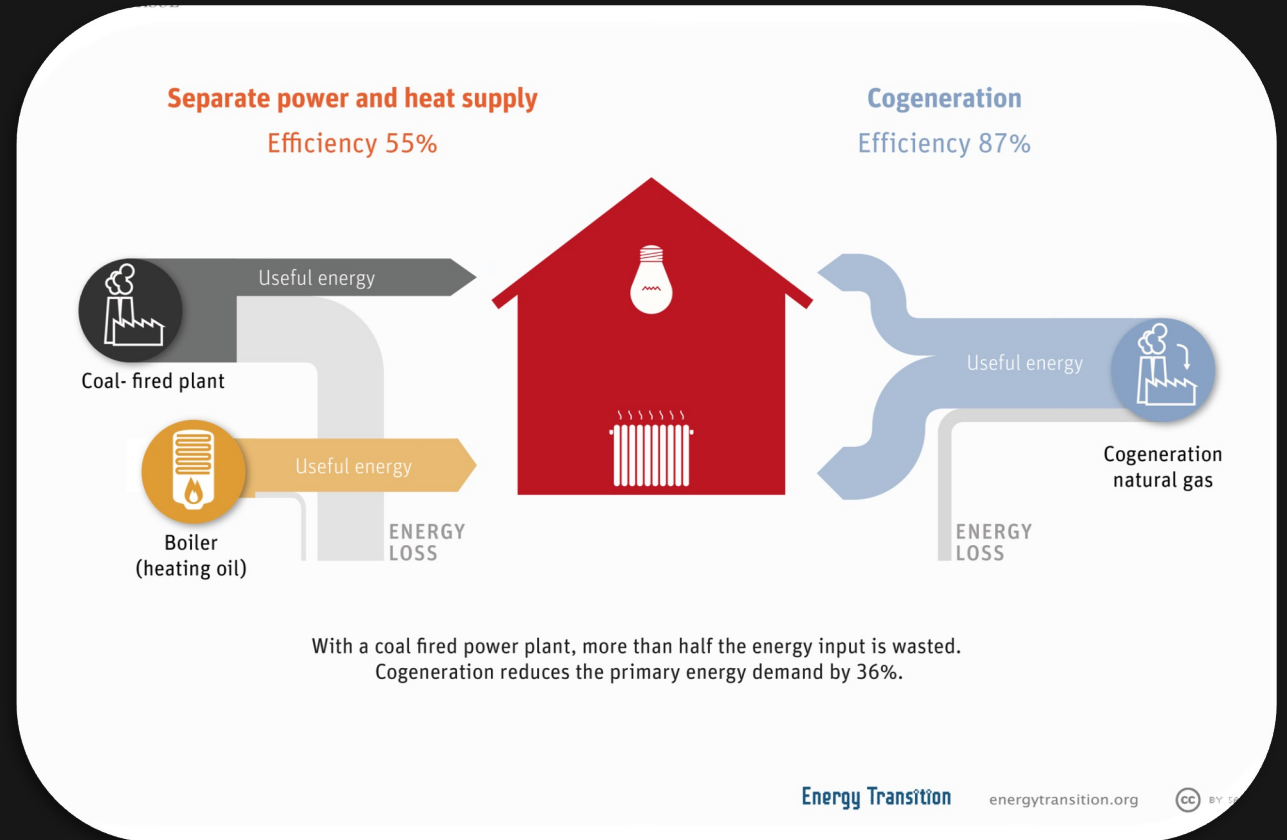 Separate power and heat supply
Efficiency 55%
Cogeneration
Efficiency 87%
Useful energy
Coal- fired plant
Useful energy
Boiler
(heating oil)
ENERGY
LOSS
Useful energy
Cogeneration
natural gas
ENERGY
LOSS
With a coal fired power plant, more than half the energy input is wasted.
Cogeneration reduces the primary energy demand by 36%.
Energy Transition
energytransition.org
cc BY